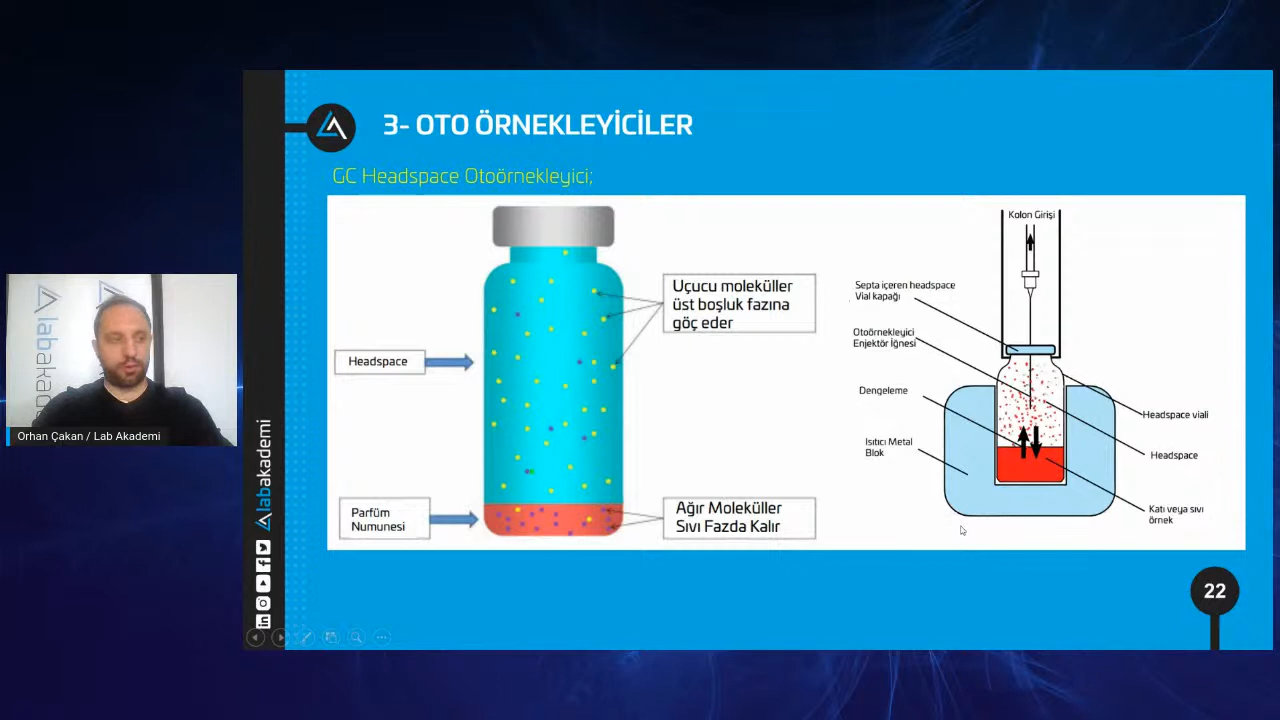 3- OTO ÖRNEKLEYİCİLER
GC Headspace Otoörnekleyici;
Headspace
Parfüm
Numunesi
Uçucu moleküller
üst boşluk fazına
göç eder
Ağır Moleküller
Sıvı Fazda Kalır
Kolon Girişi
Septa içeren headspace
Vial kapağı
Otoörnekleyici
Enjektör İğnesi
Dengeleme
Isıtıcı Metal
Blok
Headspace viali
Headspace
Katı veya sıvı
örnek
labakademi
labakade
Orhan Çakan / Lab Akademi
22